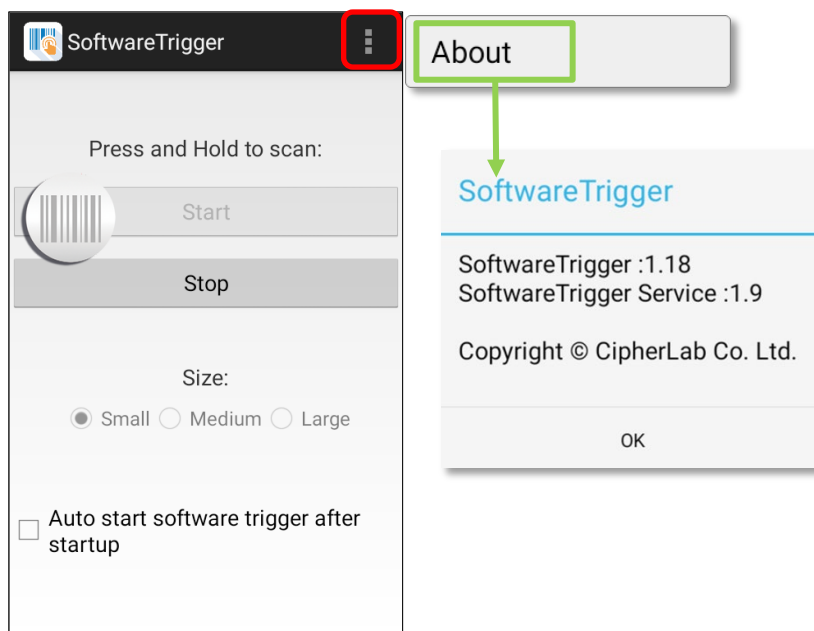 SoftwareTrigger
Press and Hold to scan:
Start
Stop
Size:
Small Medium Large
Auto start software trigger after
startup
About
SoftwareTrigger
SoftwareTrigger :1.18
SoftwareTrigger Service :1.9
Copyright © CipherLab Co. Ltd.
OK